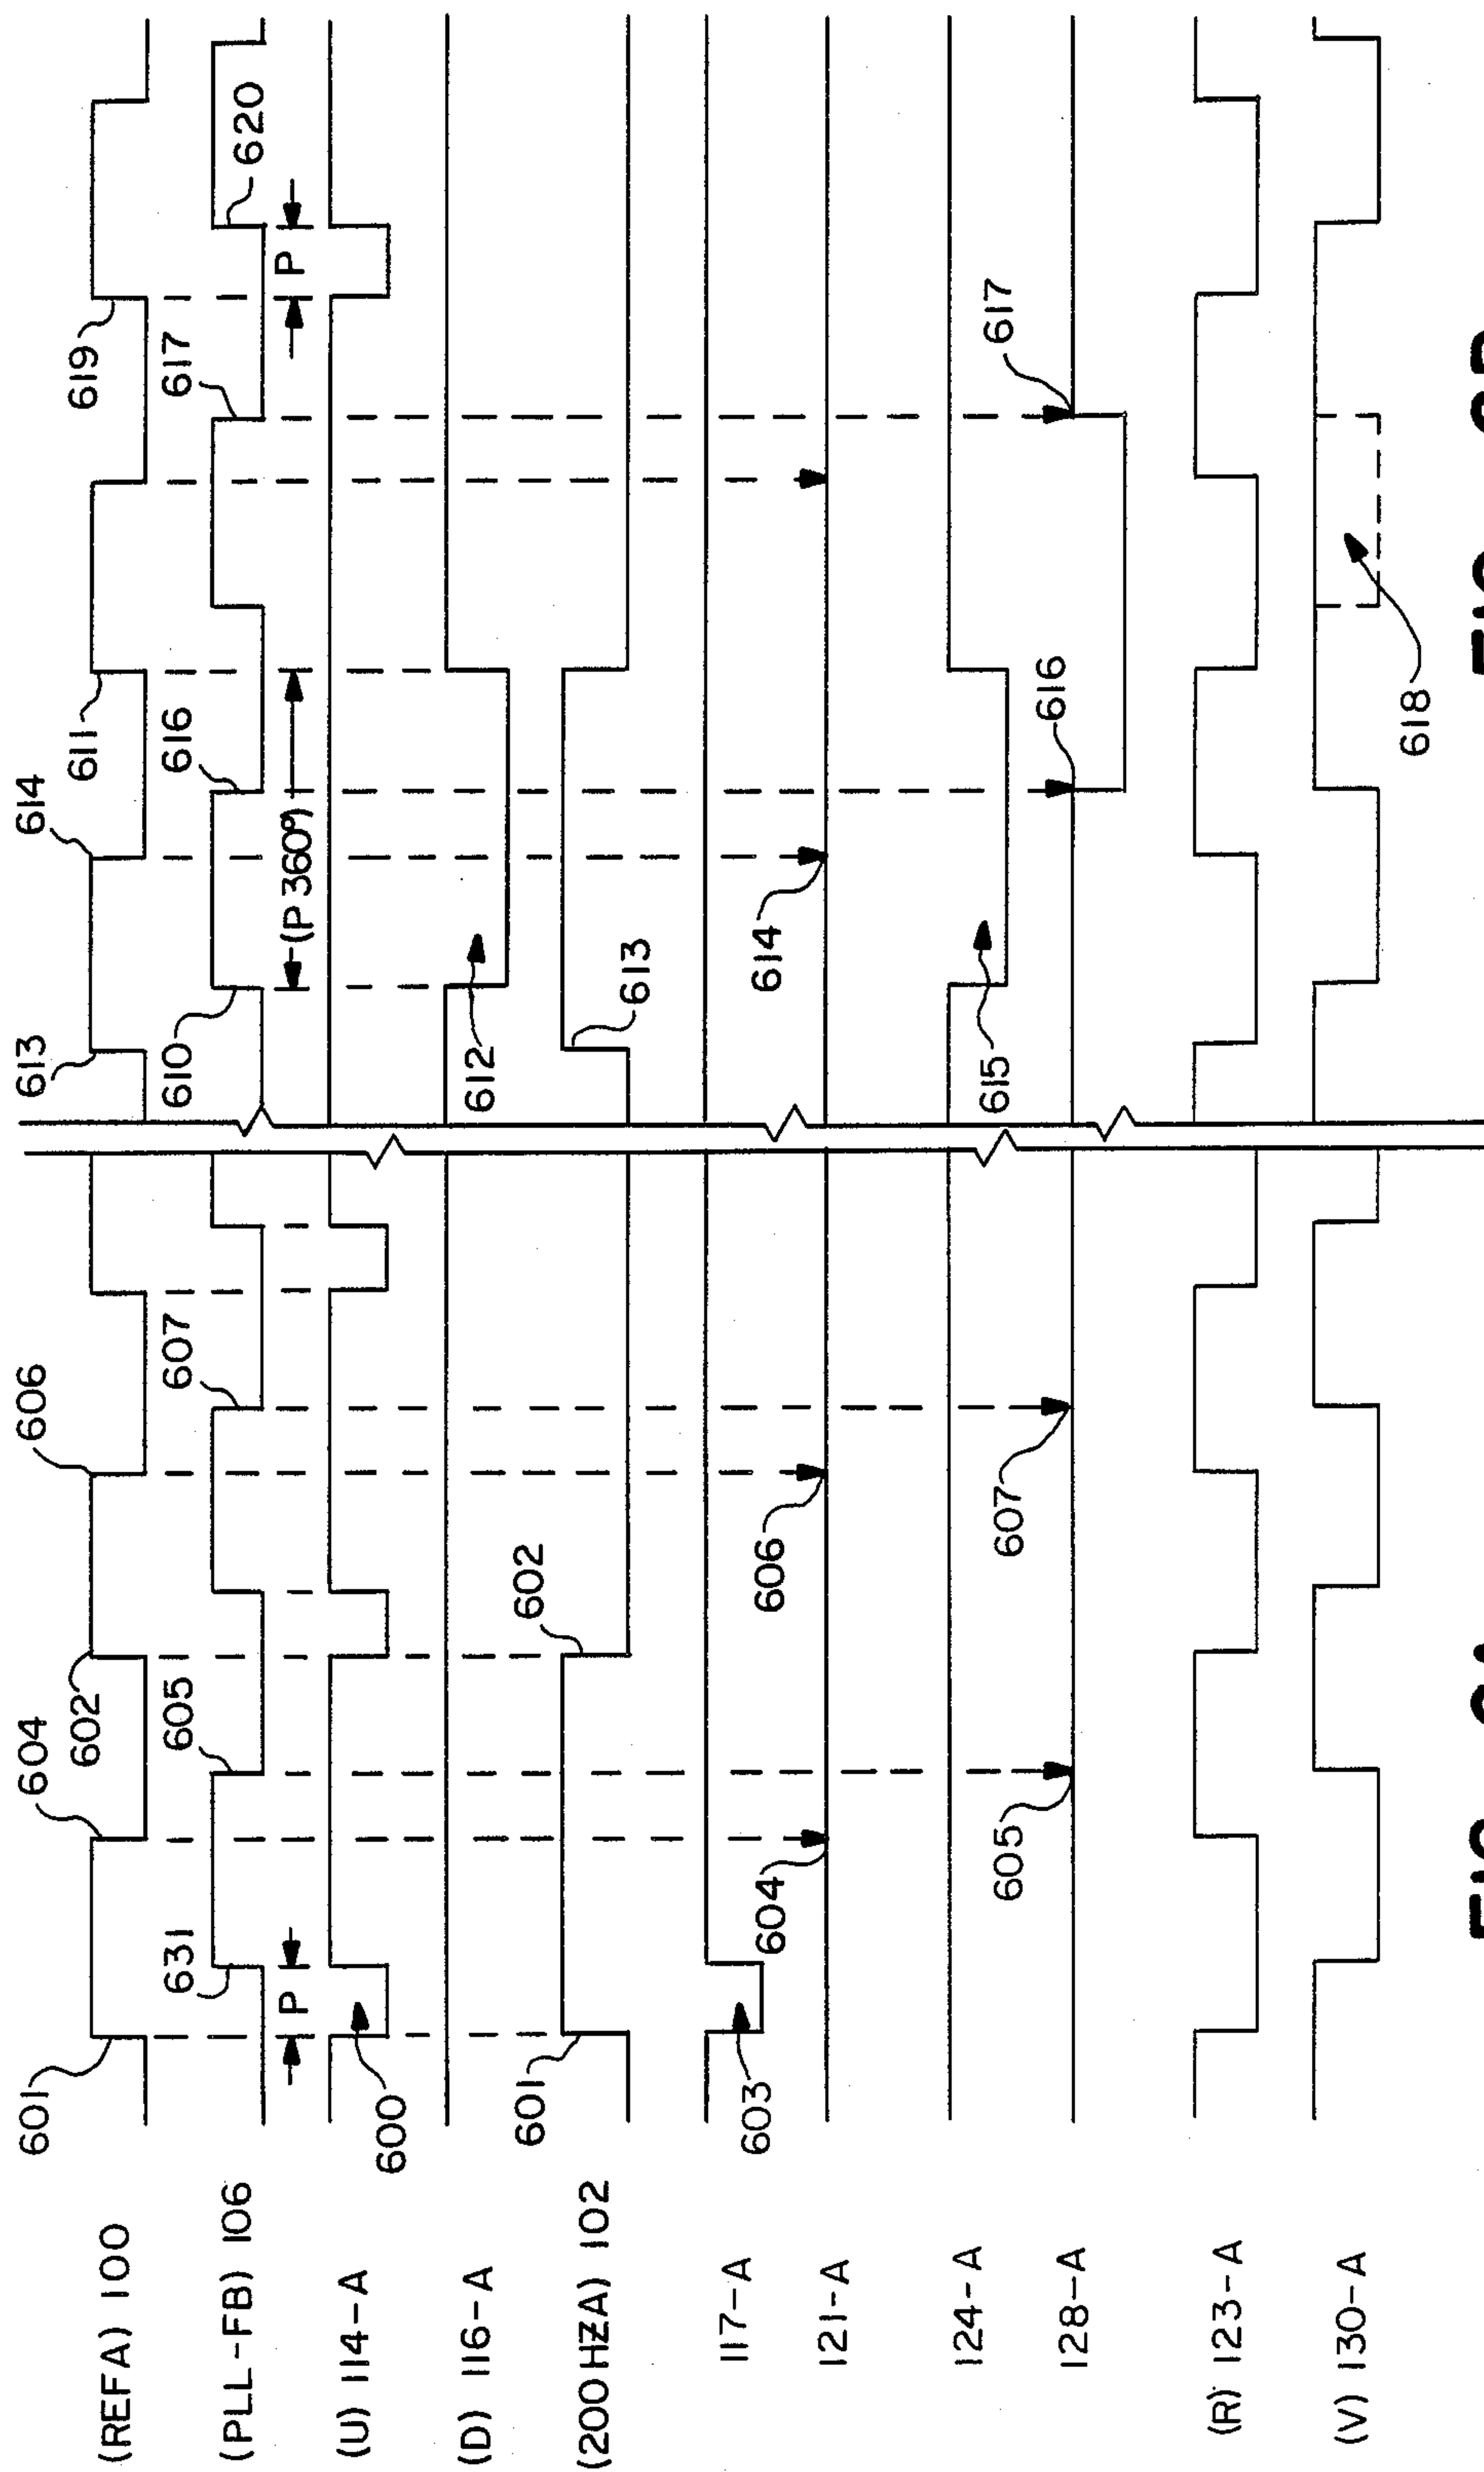 601 604 606 613 614
602 611 619
(REFA) 100
631 605 607 610 616 617
(PLL-FB) 106 620
P (P 360°) P
(U) 114-A
600
(D) 116-A 612
601 602
(200HZA) 102 613
117-A
603 604 606 614
121-A
124-A
605 607 615 617
616
128-A
(R) 123-A
(V) 130-A
618